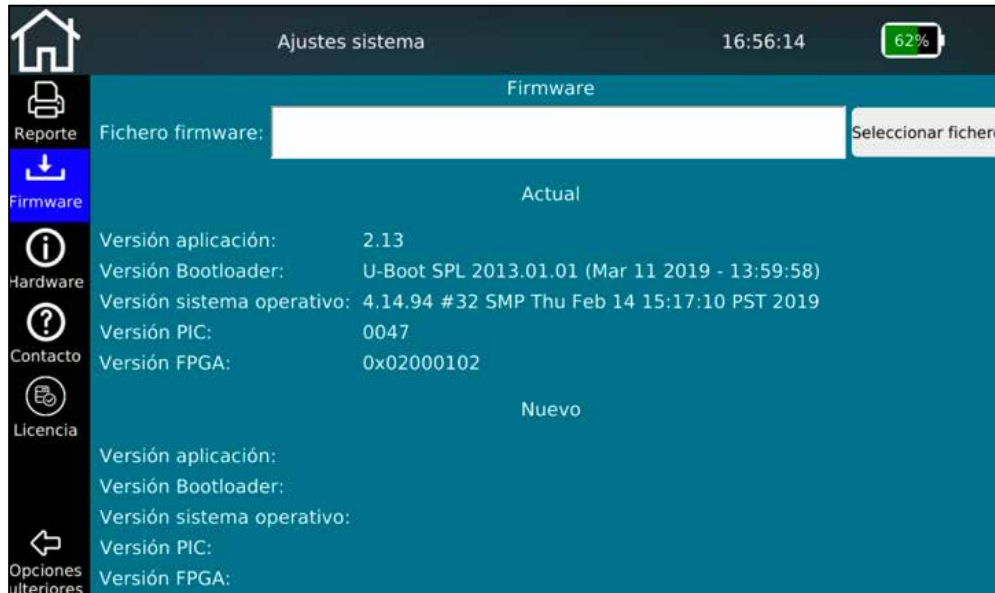 Ajustes sistema 16:56:14 62%
Reporte
Firmware
Hardware
Contacto
Licencia
Opciones
ulteriores
Firmware
Fichero firmware: Seleccionar fichero
Actual
Versión aplicación: 2.13
Versión Bootloader: U-Boot SPL 2013.01.01 (Mar 11 2019 - 13:59:58)
Versión sistema operativo: 4.14.94 #32 SMP Thu Feb 14 15:17:10 PST 2019
Versión PIC: 0047
Versión FPGA: 0x02000102
Nuevo
Versión aplicación:
Versión Bootloader:
Versión sistema operativo:
Versión PIC:
Versión FPGA: